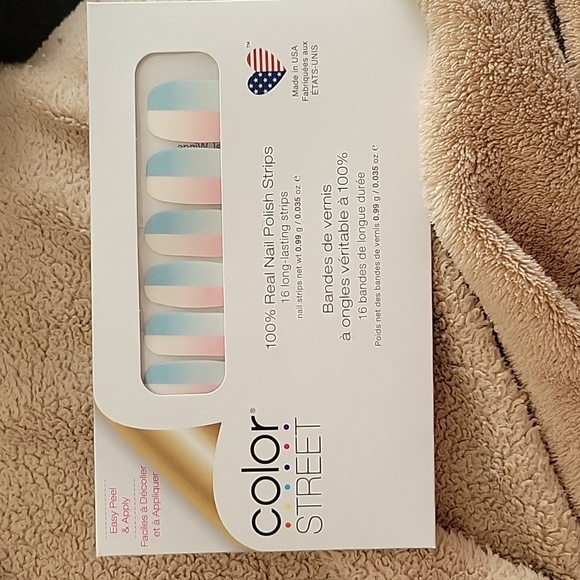 Easy Peel
& Apply
Faciles à Décoller
et à Appliquer
color®
STREET
100% Real Nail Polish Strips
16 long-lasting strips
nail strips net wt 0.99 g / 0.035 oz e
Bandes de vernis
à ongles véritable à 100%
16 bandes de longue durée
Poids net des bandes de vernis 0.99 g / 0.035 oz e
™
Made in USA
Fabriquées aux
ÉTATS-UNIS